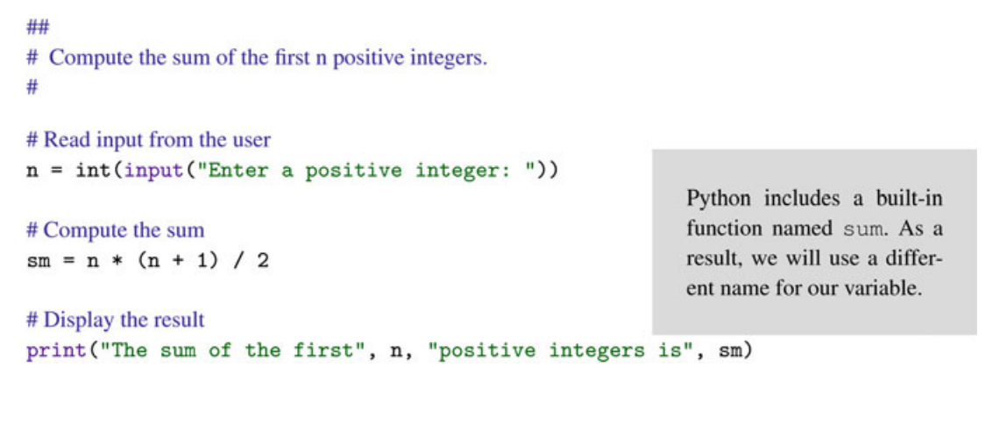 ##
# Compute the sum of the first n positive integers.
#
# Read input from the user
n = int(input("Enter a positive integer: "))
# Compute the sum
sm = n * (n + 1) / 2
# Display the result
print("The sum of the first", n, "positive integers is", sm)
Python includes a built-in
function named sum. As a
result, we will use a differ-
ent name for our variable.